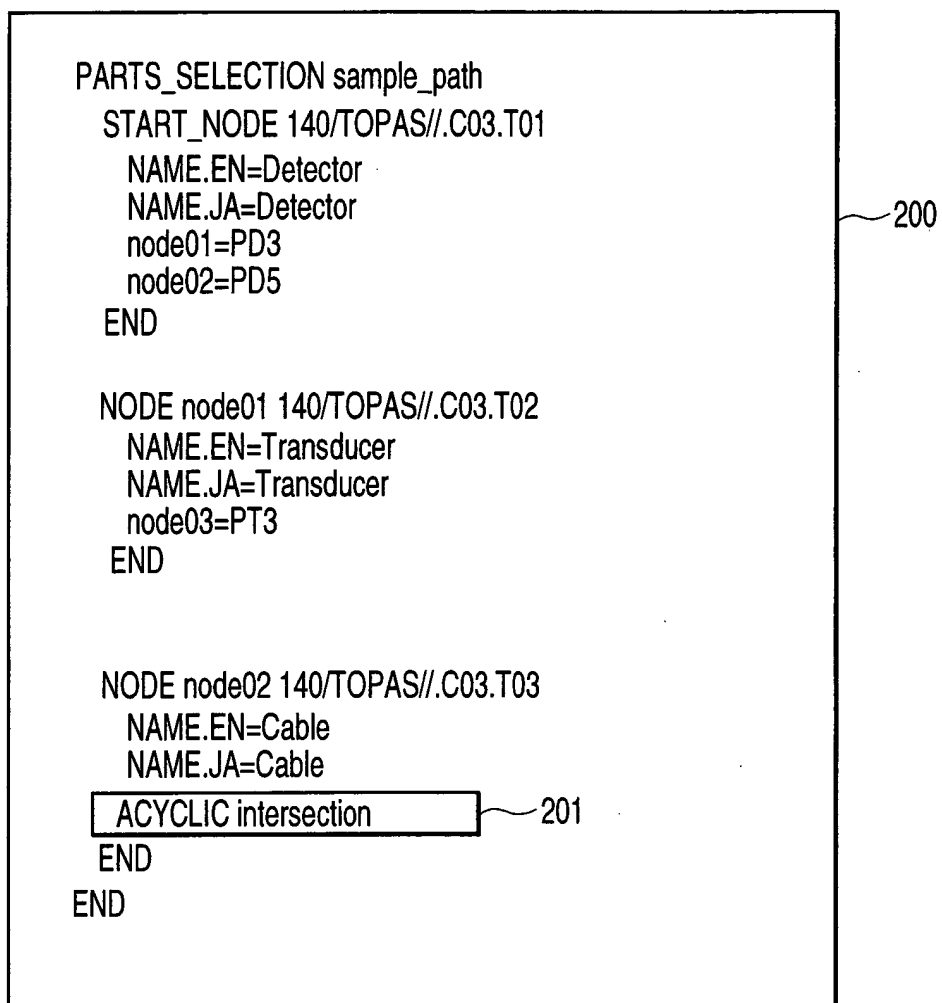 PARTS_SELECTION sample_path
START_NODE 140/TOPAS//.C03.T01
NAME.EN=Detector
NAME.JA=Detector
node01=PD3
node02=PD5
END
200
NODE node01 140/TOPAS//.C03.T02
NAME.EN=Transducer
NAME.JA=Transducer
node03=PT3
END
NODE node02 140/TOPAS//.C03.T03
NAME.EN=Cable
NAME.JA=Cable
ACYCLIC intersection
201
END
END